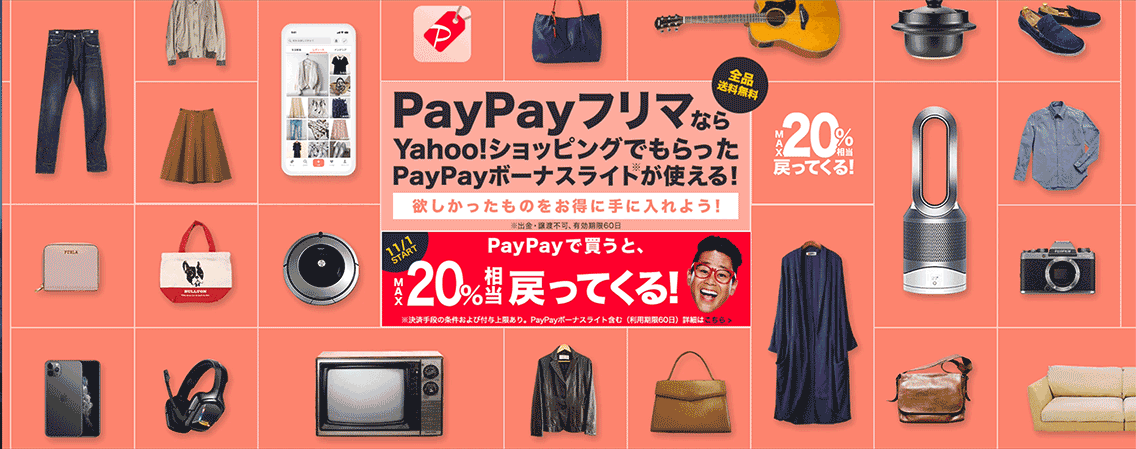 全品
送料無料
PayPayフリマなら
Yahoo!ショッピングでもらった
PayPayボーナスライト※が使える!
欲しかったものをお得に手に入れよう!
※出金・譲渡不可、有効期限60日
MAX20%相当
戻ってくる!
11/1
START
PayPayで買うと、
MAX20%相当戻ってくる!
※決済手段の条件および付与上限あり。PayPayボーナスライト含む(利用期限60日)詳細はこちら >
FURLA